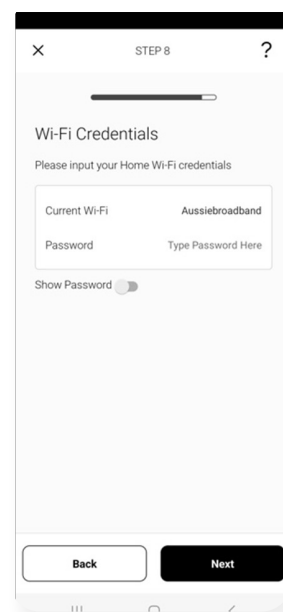 STEP 8
?
Wi-Fi Credentials
Please input your Home Wi-Fi credentials
Current Wi-Fi Aussiebroadband
Password Type Password Here
Show Password
Back Next